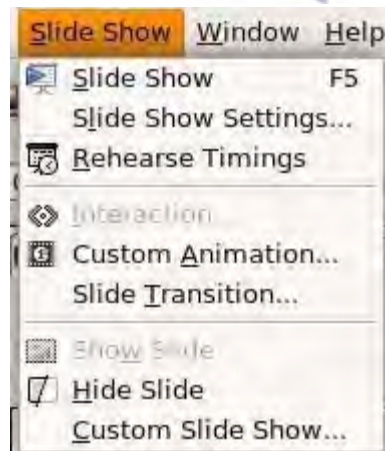 Slide Show Window Help
Slide Show F5
Slide Show Settings...
Rehearse Timings
Interaction
Custom Animation...
Slide Transition...
Show Slide
Hide Slide
Custom Slide Show...